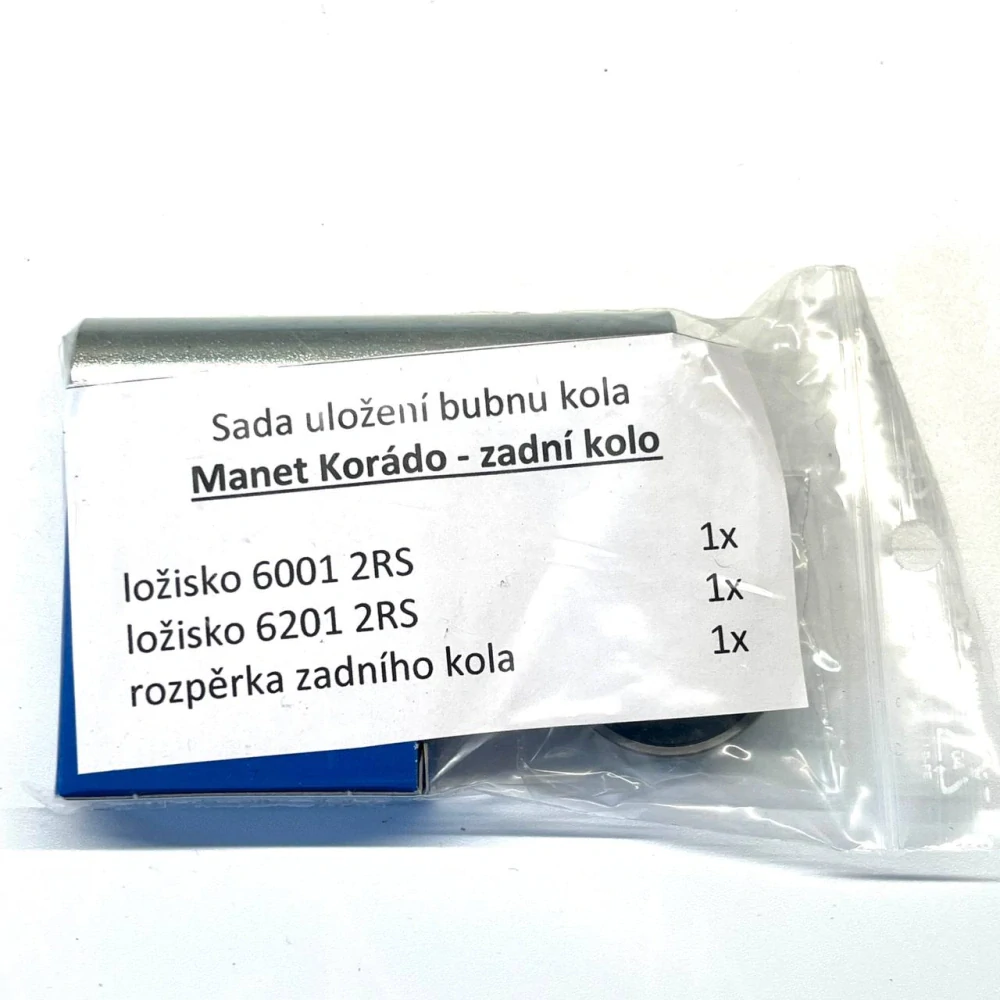 Sada uložení bubnu kola
Manet Korádo - zadní kolo
ložisko 6001 2RS 1x
ložisko 6201 2RS 1x
rozpěrka zadního kola 1x